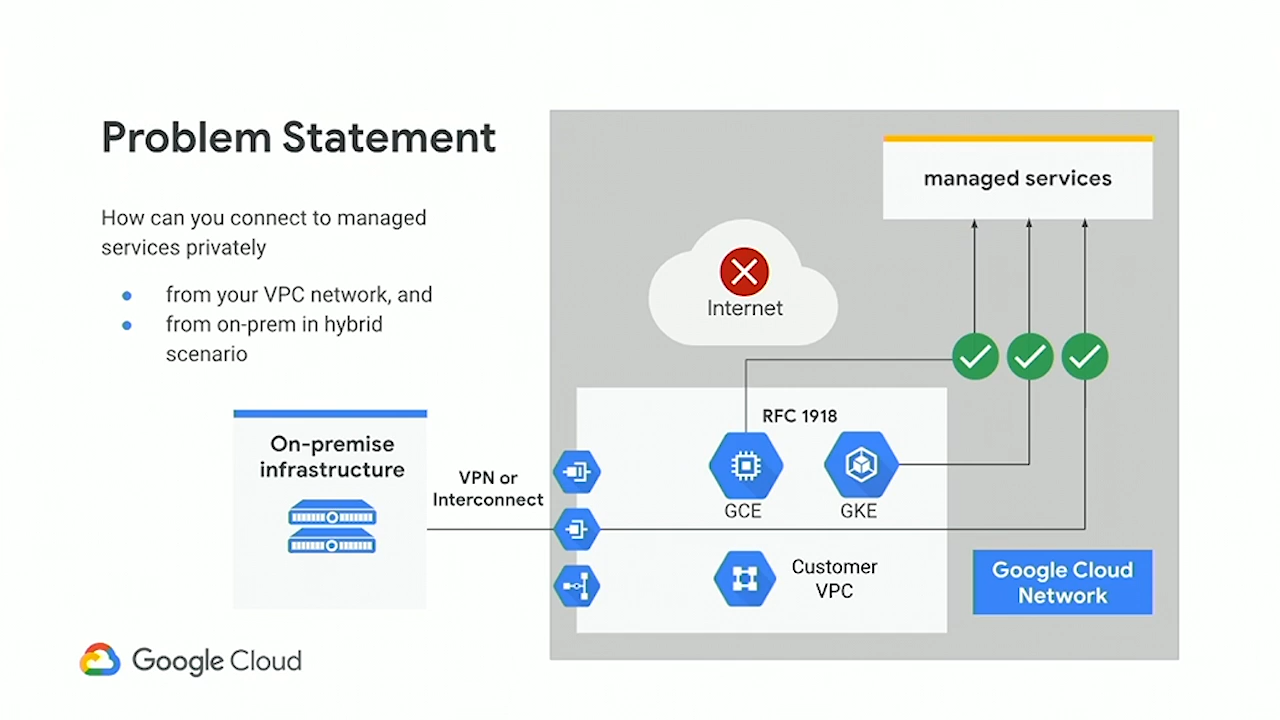 Problem Statement
How can you connect to managed
services privately
from your VPC network, and
from on-prem in hybrid
scenario
managed services
Internet
RFC 1918
GCE
GKE
Customer
VPC
On-premise
infrastructure
VPN or
Interconnect
Google Cloud
Network
Google Cloud